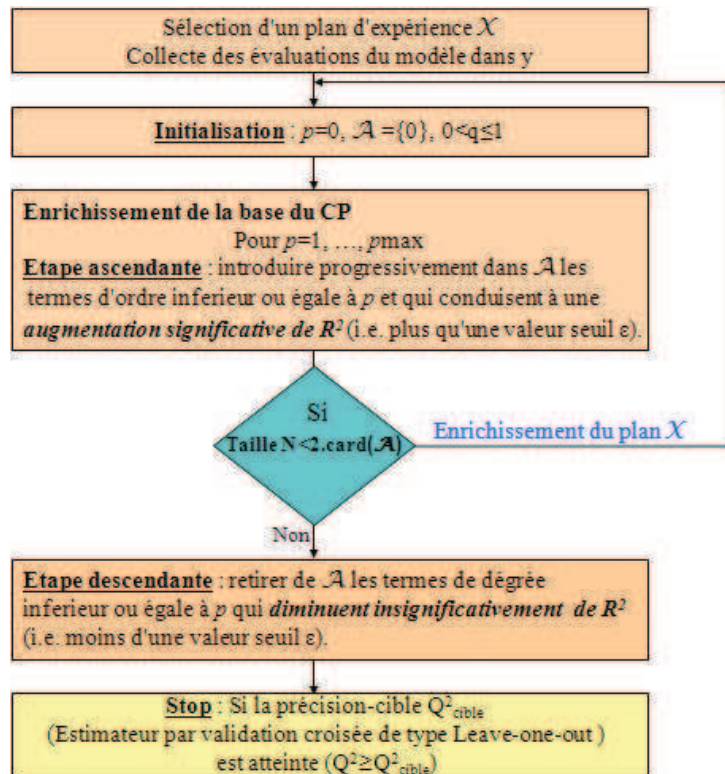 Sélection d'un plan d'expérience X
Collecte des évaluations du modèle dans y
Initialisation : p=0, A ={0}, 0<q≤1
Enrichissement de la base du CP
Pour p=1, ..., pmax
Etape ascendante : introduire progressivement dans A les
termes d'ordre inferieur ou égale à p et qui conduisent à une
augmentation significative de R² (i.e. plus qu'une valeur seuil ε).
Si
Taille N<2.card(A)
Enrichissement du plan X
Non
Etape descendante : retirer de A les termes de dégrée
inferieur ou égale à p qui diminuent insignificativement de R²
(i.e. moins d'une valeur seuil ε).
Stop : Si la précision-cible Q²cible
(Estimateur par validation croisée de type Leave-one-out )
est atteinte (Q²≥Q²cible)